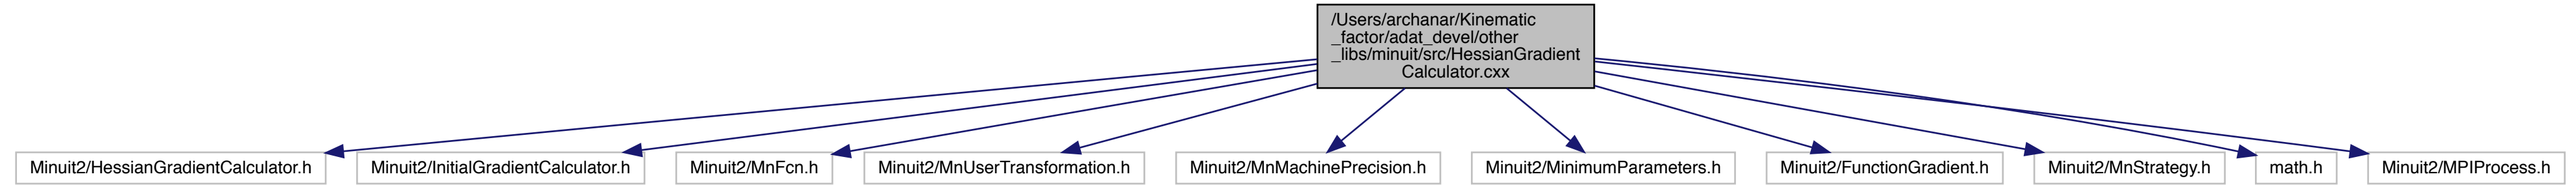 /Users/archanar/Kinematic
_factor/adat_devel/other
_libs/minuit/src/HessianGradient
Calculator.cxx
Minuit2/HessianGradientCalculator.h
Minuit2/InitialGradientCalculator.h
Minuit2/MnFcn.h
Minuit2/MnUserTransformation.h
Minuit2/MnMachinePrecision.h
Minuit2/MinimumParameters.h
Minuit2/FunctionGradient.h
Minuit2/MnStrategy.h
math.h
Minuit2/MPIProcess.h